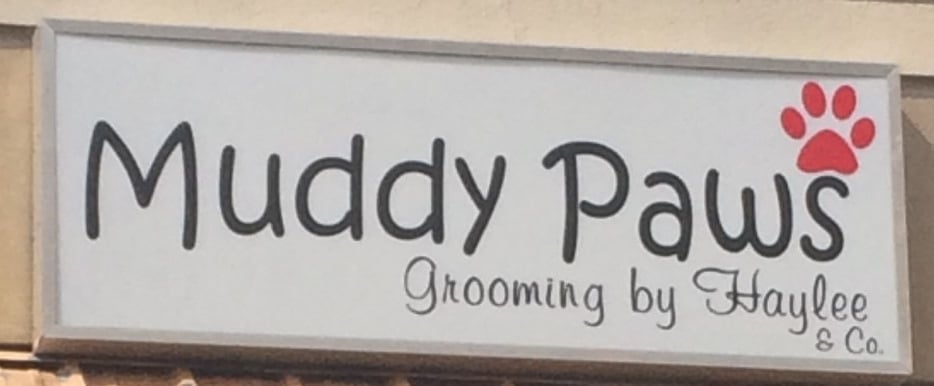 Muddy Paws
Grooming by Haylee
& Co.